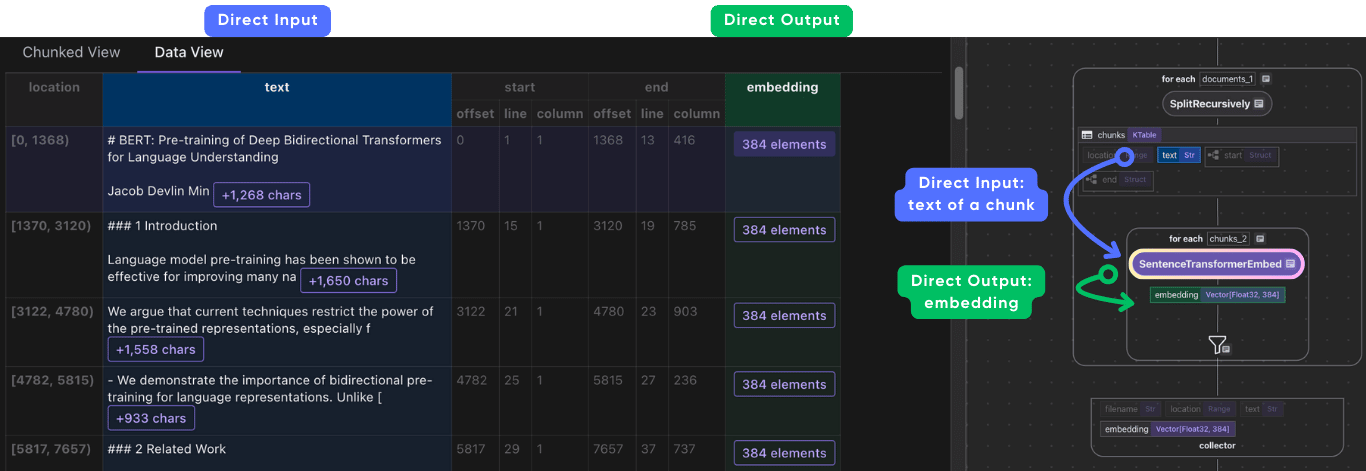 Direct Input
Direct Output
Chunked View Data View
location text start end embedding
offset line column offset line column
[0, 1368) # BERT: Pre-training of Deep Bidirectional Transformers 0 1 1 1368 13 416 384 elements
for Language Understanding
Jacob Devlin Min +1,268 chars
[1370, 3120) ### 1 Introduction 1370 15 1 3120 19 785 384 elements
Language model pre-training has been shown to be
effective for improving many na +1,650 chars
[3122, 4780) We argue that current techniques restrict the power of 3122 21 1 4780 23 903 384 elements
the pre-trained representations, especially f
+1,558 chars
[4782, 5815) - We demonstrate the importance of bidirectional pre- 4782 25 1 5815 27 236 384 elements
training for language representations. Unlike [
+933 chars
[5817, 7657) ### 2 Related Work 5817 29 1 7657 37 737 384 elements
for each documents_1
SplitRecursively
chunks KTable
location Range text Str start Struct
end Struct
Direct Input:
text of a chunk
for each chunks_2
SentenceTransformerEmbed
Direct Output:
embedding
embedding Vector[Float32, 384]
filename Str location Range text Str
embedding Vector[Float32, 384]
collector